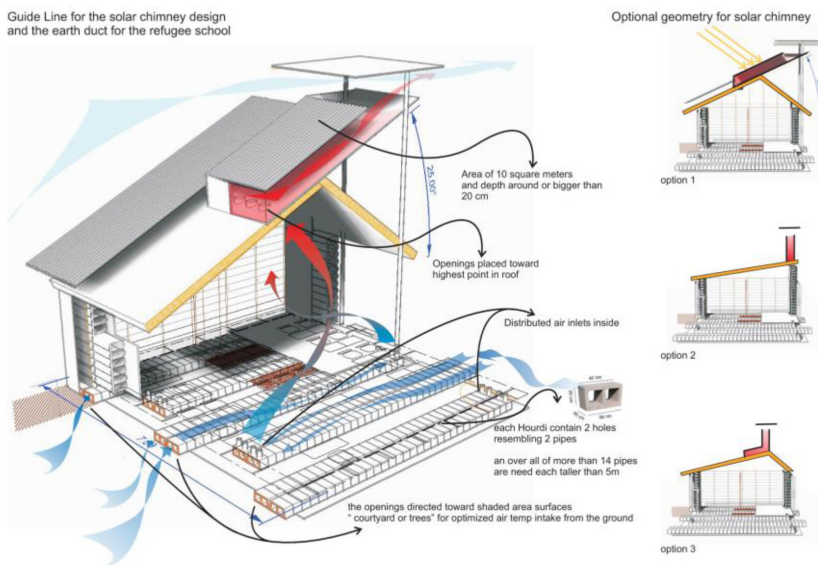 Guide Line for the solar chimney design
and the earth duct for the refugee school
Optional geometry for solar chimney
25.00°
Area of 10 square meters
and depth around or bigger than
20 cm
Openings placed toward
highest point in roof
Distributed air inlets inside
each Hourdi contain 2 holes
resembling 2 pipes
an over all of more than 14 pipes
are need each taller than 5m
the openings directed toward shaded area surfaces
" courtyard or trees" for optimized air temp intake from the ground
option 1
option 2
option 3